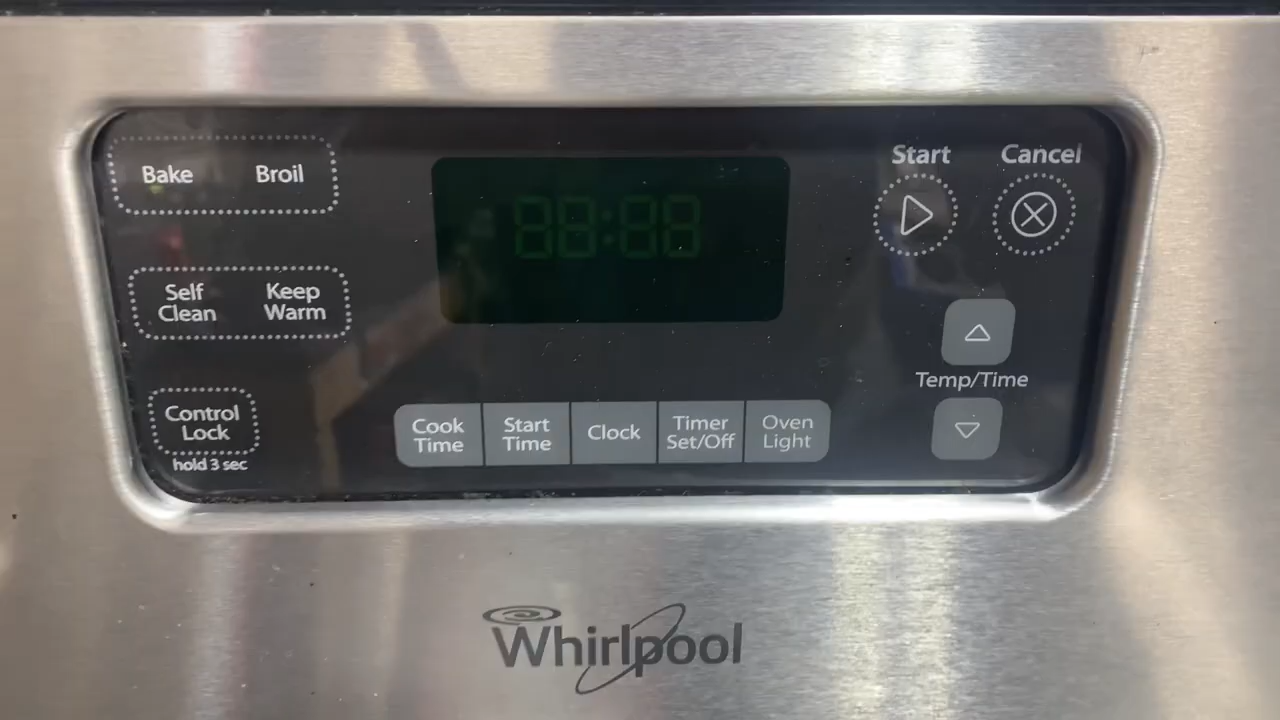 Bake Broil
Start Cancel
88:88
Self Clean
Keep Warm
Temp/Time
Control Lock
hold 3 sec
Cook Time
Start Time
Clock
Timer Set/Off
Oven Light
Whirlpool